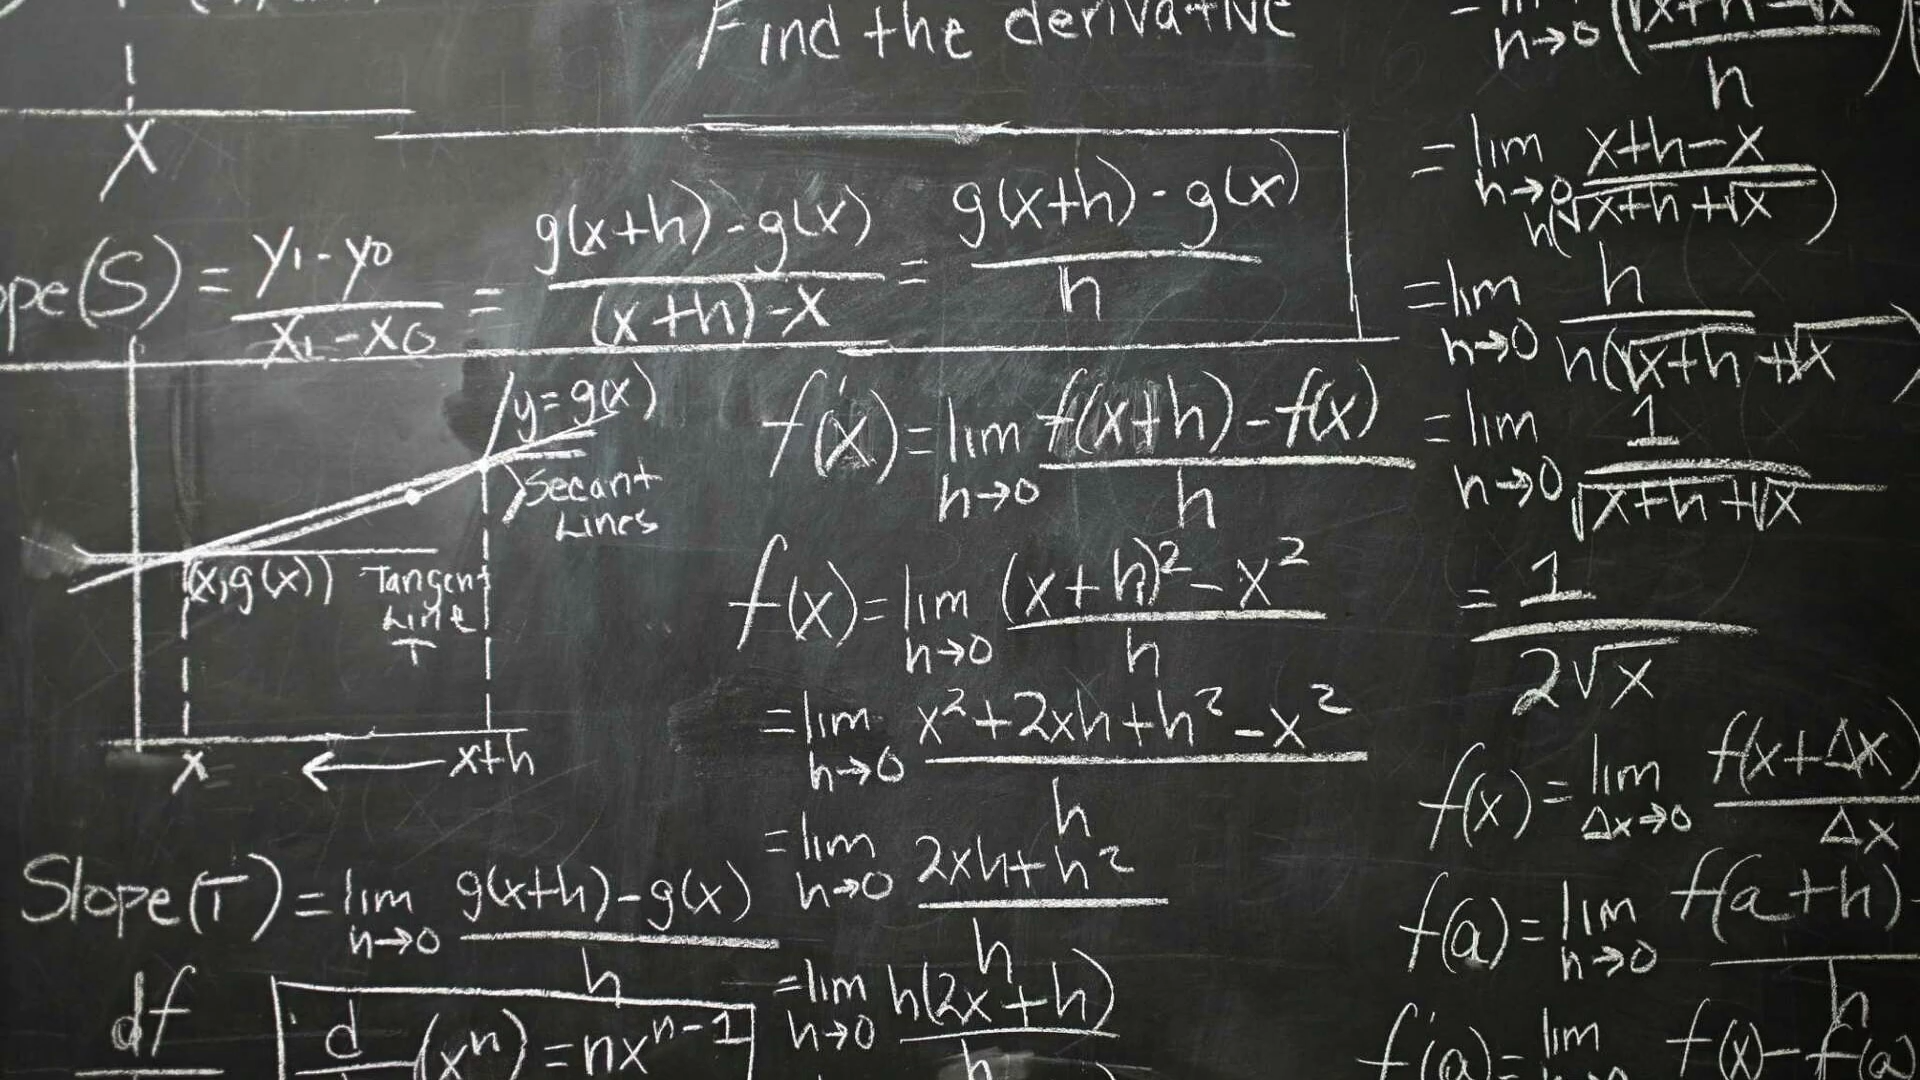 Find the derivative
x
ope(S) = y₁ - y₀ / x₁ - x₀ = g(x+h) - g(x) / (x+h) - x = g(x+h) - g(x) / h
y = g(x)
Secant
Lines
(x, g(x))
Tangent
Line
T
x ← x+h
Slope(T) = lim h→0 g(x+h) - g(x) / h
df
d (xⁿ) = nxⁿ⁻¹
f'(x) = lim h→0 f(x+h) - f(x) / h
f(x) = lim h→0 (x+h)² - x² / h
= lim h→0 x² + 2xh + h² - x² / h
= lim h→0 2xh + h² / h
= lim h→0 h(2x+h) / h
h→0 (√x+h - √x / h)
= lim h→0 x+h-x / h(√x+h + √x)
= lim h→0 h / h(√x+h + √x)
= lim h→0 1 / √x+h + √x
= 1 / 2√x
f(x) = lim Δx→0 f(x+Δx) / Δx
f(a) = lim h→0 f(a+h) - / h
f'(a) = lim f(x) - f(a)